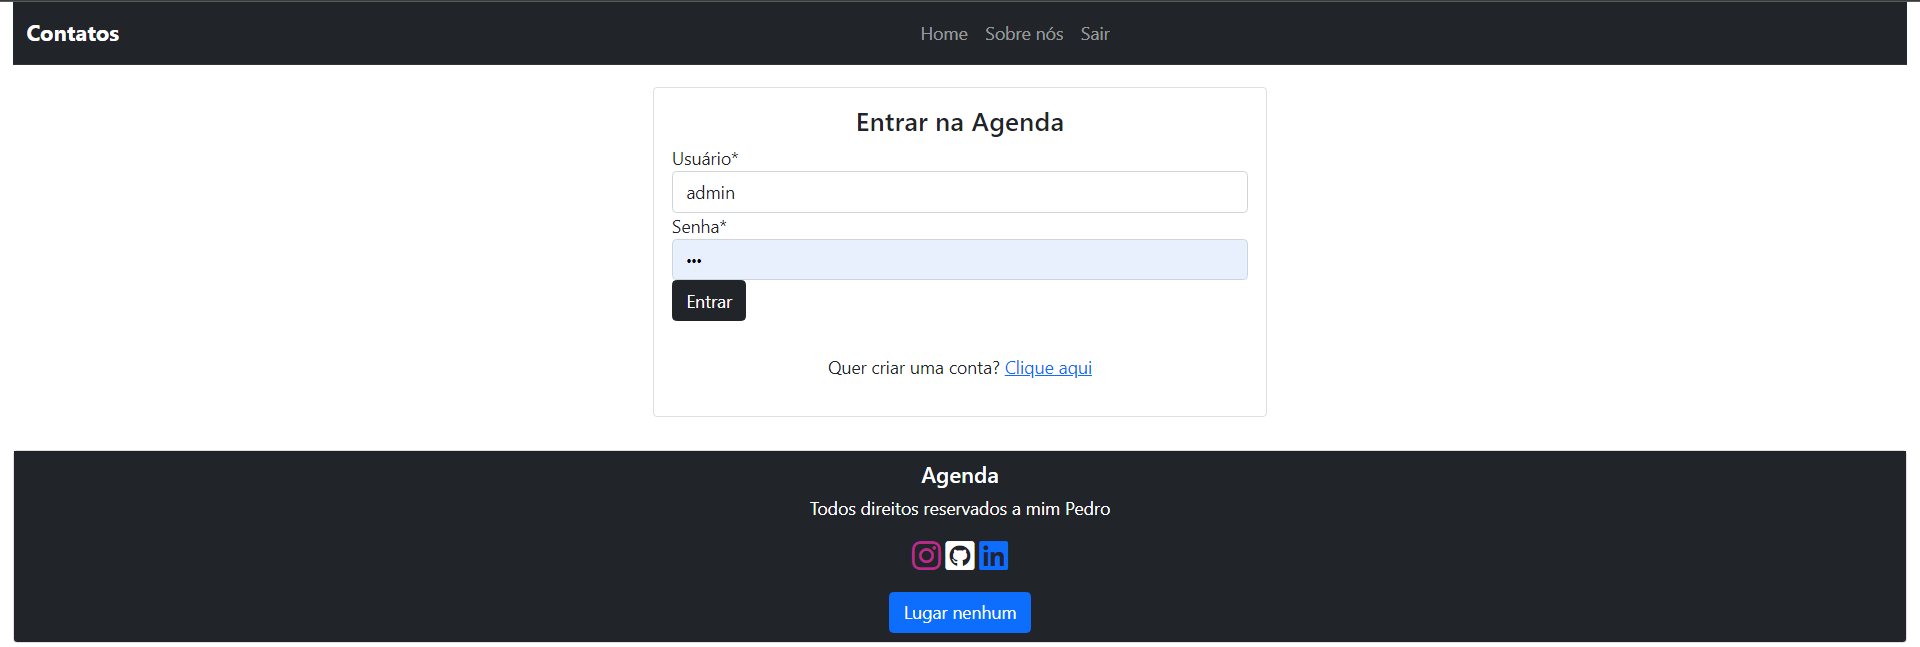 Contatos Home Sobre nós Sair
Entrar na Agenda
Usuário*
admin
Senha*
•••
Entrar
Quer criar uma conta? Clique aqui
Agenda
Todos direitos reservados a mim Pedro
in
Lugar nenhum